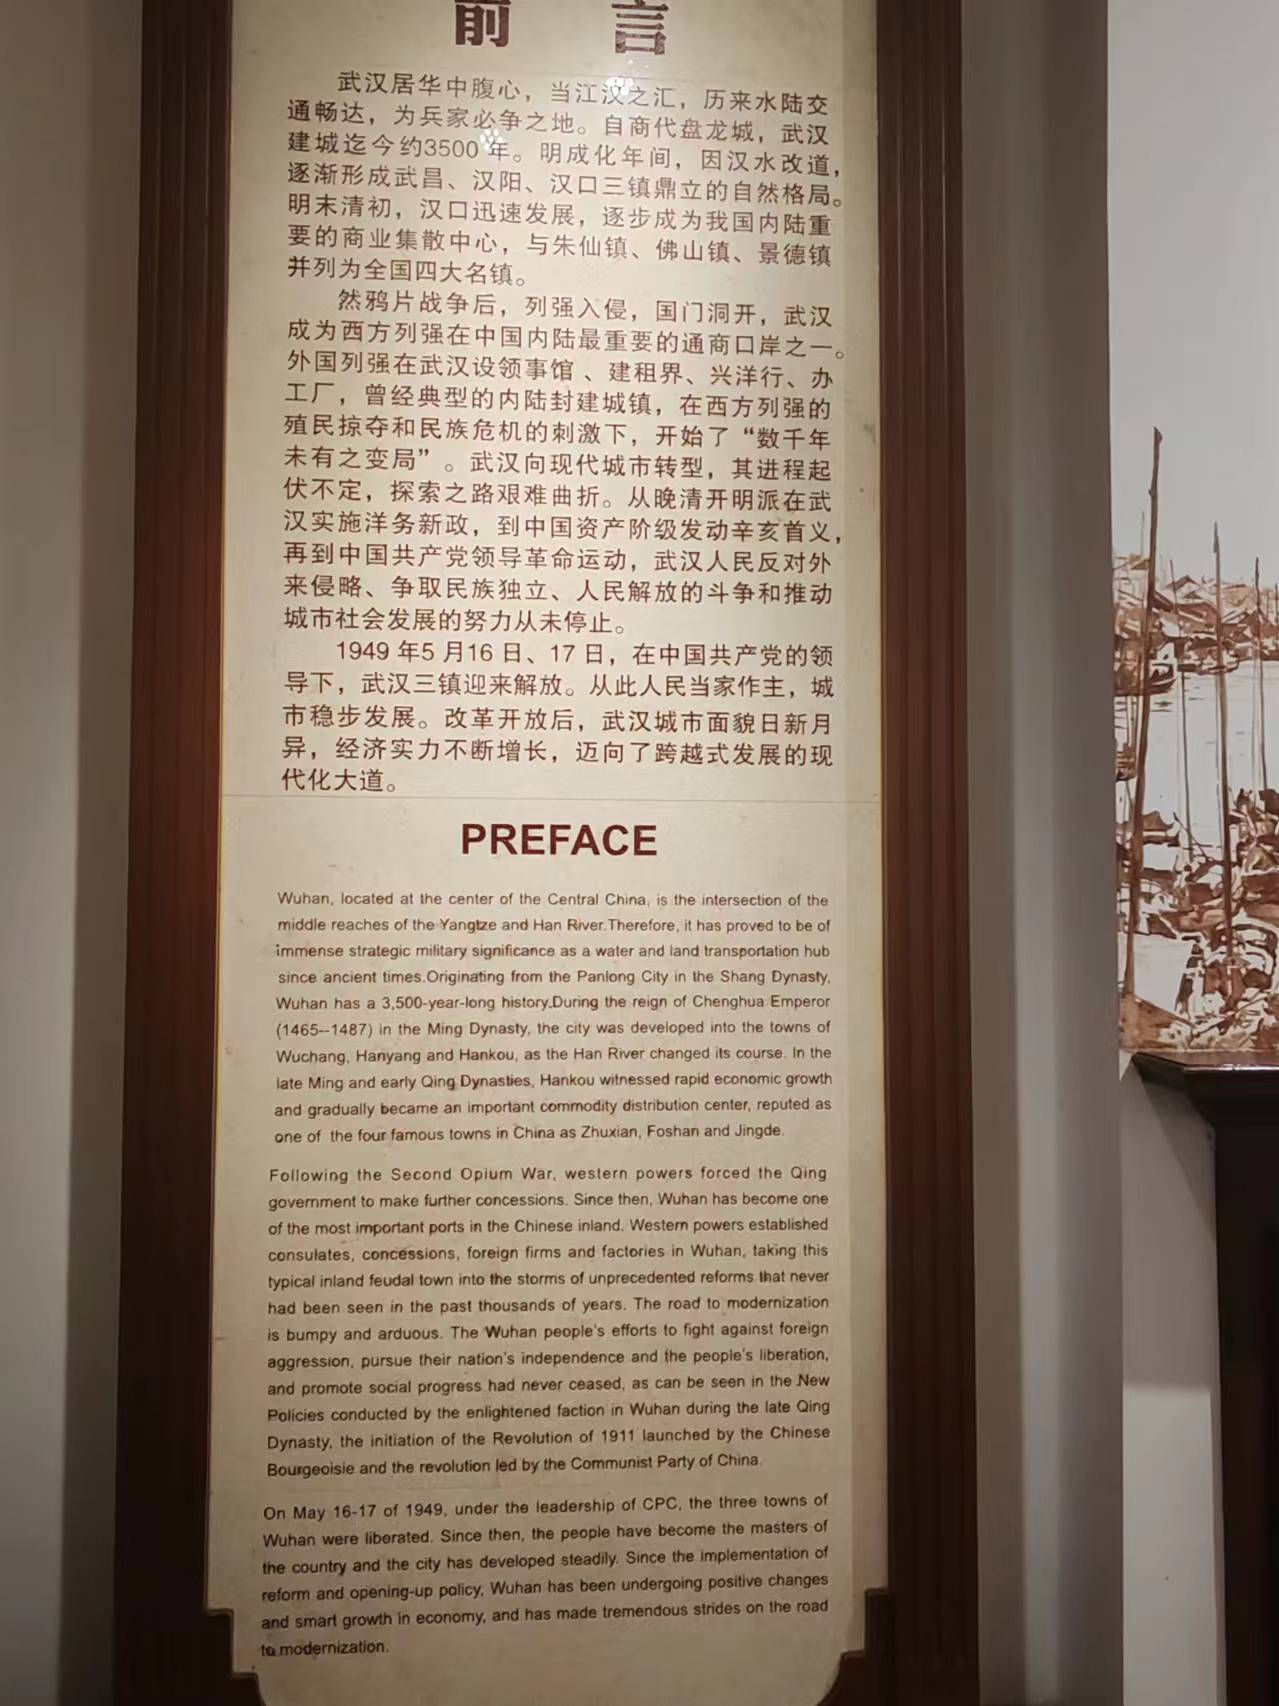 前言
武汉居华中腹心，当江汉之汇，历来水陆交
通畅达，为兵家必争之地。自商代盘龙城，武汉
建城迄今约3500年。明成化年间，因汉水改道，
逐渐形成武昌、汉阳、汉口三镇鼎立的自然格局。
明末清初，汉口迅速发展，逐步成为我国内陆重
要的商业集散中心，与朱仙镇、佛山镇、景德镇
并列为全国四大名镇。
然鸦片战争后，列强入侵，国门洞开，武汉
成为西方列强在中国内陆最重要的通商口岸之一。
外国列强在武汉设领事馆、建租界、兴洋行、办
工厂，曾经典型的内陆封建城镇，在西方列强的
殖民掠夺和民族危机的刺激下，开始了“数千年
未有之变局”。武汉向现代城市转型，其进程起
伏不定，探索之路艰难曲折。从晚清开明派在武
汉实施洋务新政，到中国资产阶级发动辛亥首义，
再到中国共产党领导革命运动，武汉人民反对外
来侵略、争取民族独立、人民解放的斗争和推动
城市社会发展的努力从未停止。
1949年5月16日、17日，在中国共产党的领
导下，武汉三镇迎来解放。从此人民当家作主，城
市稳步发展。改革开放后，武汉城市面貌日新月
异，经济实力不断增长，迈向了跨越式发展的现
代化大道。
PREFACE
Wuhan, located at the center of the Central China, is the intersection of the
middle reaches of the Yangtze and Han River.Therefore, it has proved to be of
immense strategic military significance as a water and land transportation hub
since ancient times.Originating from the Panlong City in the Shang Dynasty,
Wuhan has a 3,500-year-long history.During the reign of Chenghua Emperor
(1465--1487) in the Ming Dynasty, the city was developed into the towns of
Wuchang, Hanyang and Hankou, as the Han River changed its course. In the
late Ming and early Qing Dynasties, Hankou witnessed rapid economic growth
and gradually became an important commodity distribution center, reputed as
one of the four famous towns in China as Zhuxian, Foshan and Jingde.
Following the Second Opium War, western powers forced the Qing
government to make further concessions. Since then, Wuhan has become one
of the most important ports in the Chinese inland. Western powers established
consulates, concessions, foreign firms and factories in Wuhan, taking this
typical inland feudal town into the storms of unprecedented reforms that never
had been seen in the past thousands of years. The road to modernization
is bumpy and arduous. The Wuhan people's efforts to fight against foreign
aggression, pursue their nation's independence and the people's liberation,
and promote social progress had never ceased, as can be seen in the New
Policies conducted by the enlightened faction in Wuhan during the late Qing
Dynasty, the initiation of the Revolution of 1911 launched by the Chinese
Bourgeoisie and the revolution led by the Communist Party of China.
On May 16-17 of 1949, under the leadership of CPC, the three towns of
Wuhan were liberated. Since then, the people have become the masters of
the country and the city has developed steadily. Since the implementation of
reform and opening-up policy, Wuhan has been undergoing positive changes
and smart growth in economy, and has made tremendous strides on the road
to modernization.